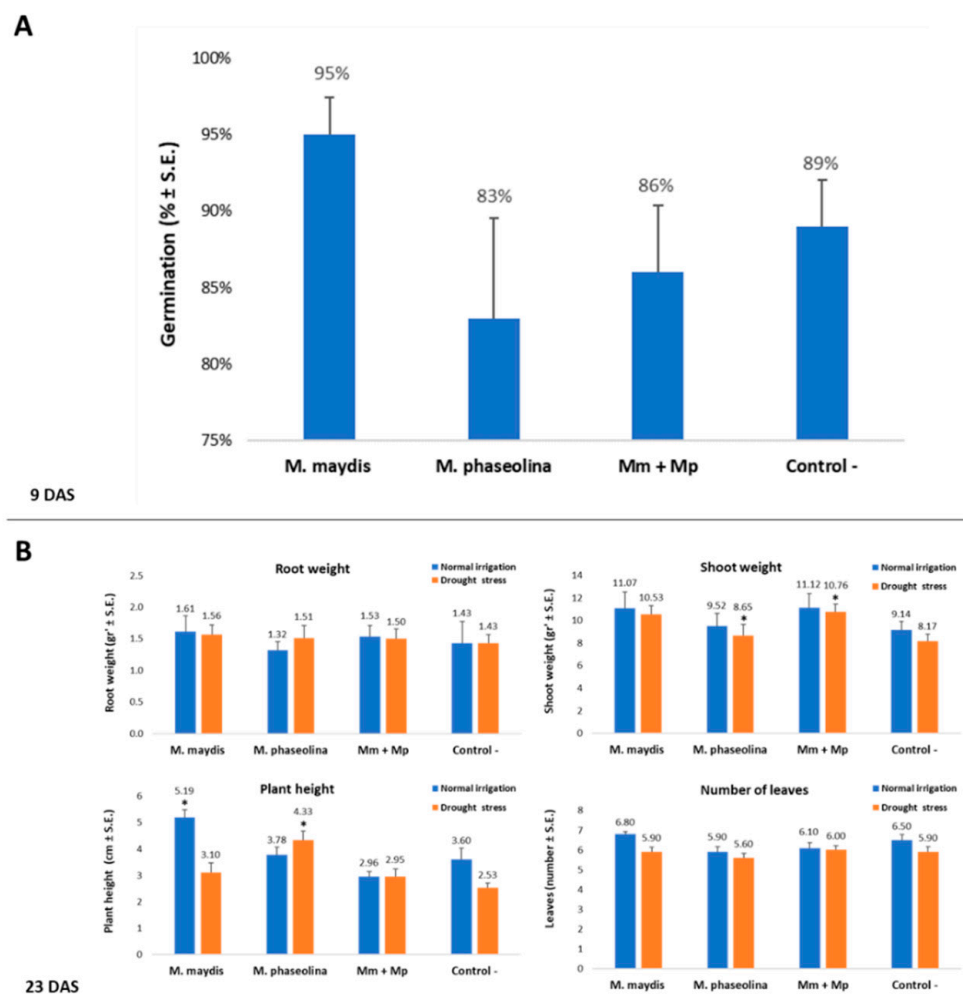 A
100%
95%
90%
85%
80%
75%
Germination (% ± S.E.)
95%
83%
86%
89%
M. maydis
M. phaseolina
Mm + Mp
Control -
9 DAS
B
Root weight
Normal irrigation
Drought stress
Root weight (gr' ± S.E.)
2.5
2.0
1.5
1.0
0.5
0.0
1.61
1.56
1.32
1.51
1.53
1.50
1.43
1.43
M. maydis
M. phaseolina
Mm + Mp
Control -
Shoot weight
Normal irrigation
Drought stress
Shoot weight (gr' ± S.E.)
14
12
10
8
6
4
2
0
11.07
10.53
9.52
8.65
*
11.12
10.76
*
9.14
8.17
M. maydis
M. phaseolina
Mm + Mp
Control -
Plant height
Normal irrigation
Drought stress
Plant height (cm ± S.E.)
6
5
4
3
2
1
0
5.19
*
3.10
3.78
4.33
*
2.96
2.95
3.60
2.53
M. maydis
M. phaseolina
Mm + Mp
Control -
Number of leaves
Normal irrigation
Drought stress
Leaves (number ± S.E.)
8
7
6
5
4
3
2
1
0
6.80
5.90
5.90
5.60
6.10
6.00
6.50
5.90
M. maydis
M. phaseolina
Mm + Mp
Control -
23 DAS